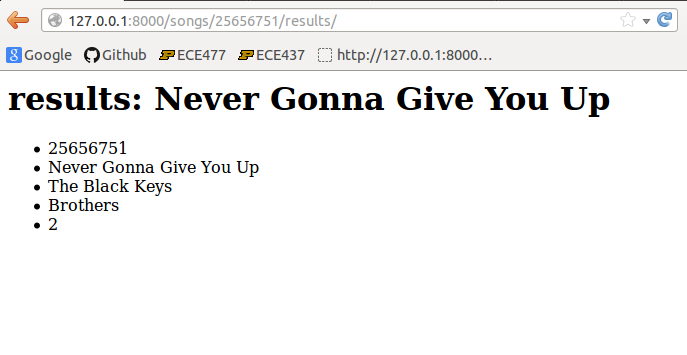 127.0.0.1:8000/songs/25656751/results/
Google Github ECE477 ECE437 http://127.0.0.1:8000...
results: Never Gonna Give You Up
• 25656751
• Never Gonna Give You Up
• The Black Keys
• Brothers
• 2